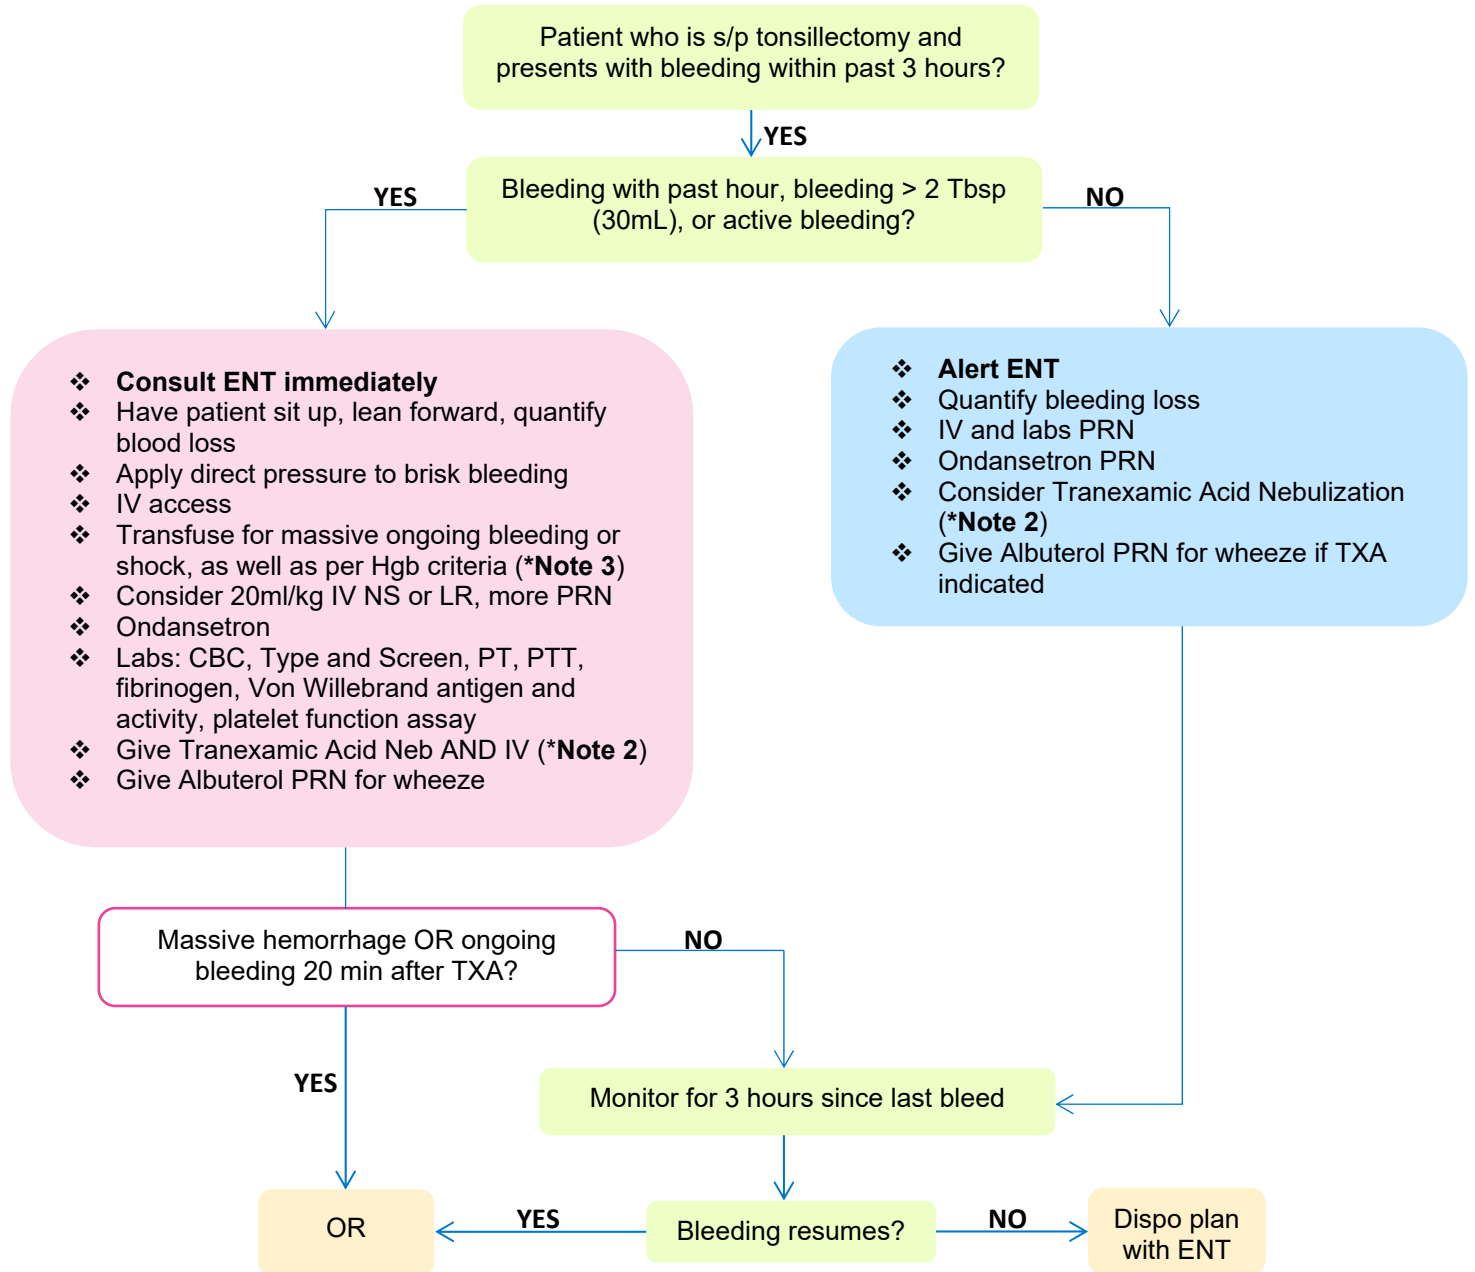 Patient who is s/p tonsillectomy and
presents with bleeding within past 3 hours?
YES
Bleeding with past hour, bleeding > 2 Tbsp
(30mL), or active bleeding?
YES
NO
❖ Consult ENT immediately
❖ Have patient sit up, lean forward, quantify
blood loss
❖ Apply direct pressure to brisk bleeding
❖ IV access
❖ Transfuse for massive ongoing bleeding or
shock, as well as per Hgb criteria (*Note 3)
❖ Consider 20ml/kg IV NS or LR, more PRN
❖ Ondansetron
❖ Labs: CBC, Type and Screen, PT, PTT,
fibrinogen, Von Willebrand antigen and
activity, platelet function assay
❖ Give Tranexamic Acid Neb AND IV (*Note 2)
❖ Give Albuterol PRN for wheeze
❖ Alert ENT
❖ Quantify bleeding loss
❖ IV and labs PRN
❖ Ondansetron PRN
❖ Consider Tranexamic Acid Nebulization
(*Note 2)
❖ Give Albuterol PRN for wheeze if TXA
indicated
Massive hemorrhage OR ongoing
bleeding 20 min after TXA?
NO
YES
Monitor for 3 hours since last bleed
OR
YES
Bleeding resumes?
NO
Dispo plan
with ENT